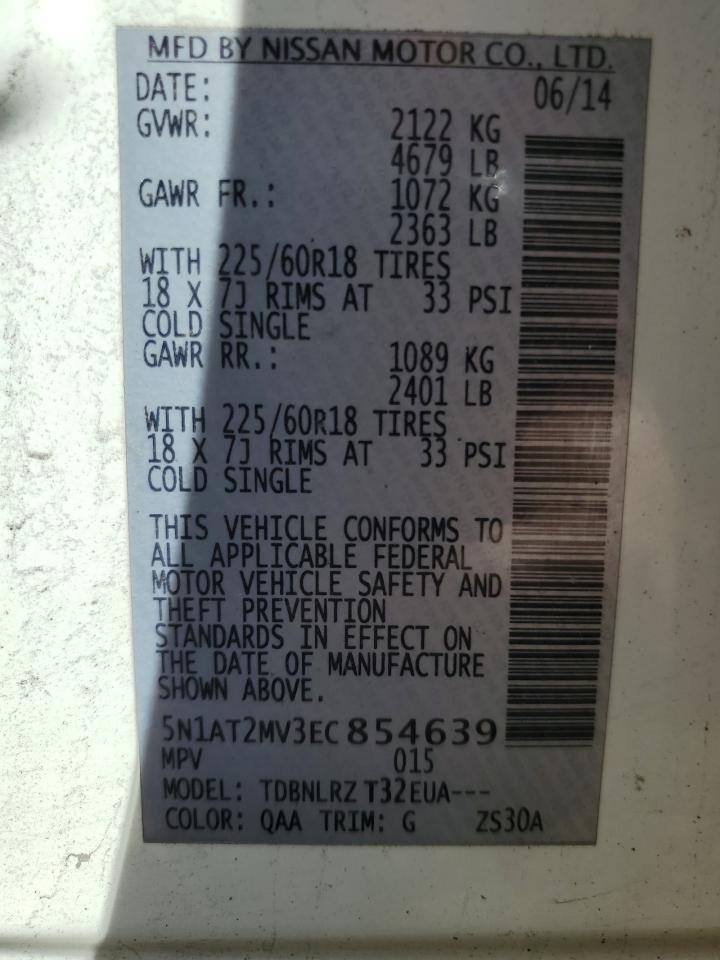 MFD BY NISSAN MOTOR CO., LTD.
DATE: 06/14
GVWR: 2122 KG
4679 LB
GAWR FR.: 1072 KG
2363 LB
WITH 225/60R18 TIRES
18 X 7J RIMS AT 33 PSI
COLD SINGLE
GAWR RR.: 1089 KG
2401 LB
WITH 225/60R18 TIRES
18 X 7J RIMS AT 33 PSI
COLD SINGLE
THIS VEHICLE CONFORMS TO
ALL APPLICABLE FEDERAL
MOTOR VEHICLE SAFETY AND
THEFT PREVENTION
STANDARDS IN EFFECT ON
THE DATE OF MANUFACTURE
SHOWN ABOVE.
5N1AT2MV3EC854639
MPV 015
MODEL: TDBNLRZ T32EUA---
COLOR: QAA TRIM: G ZS30A